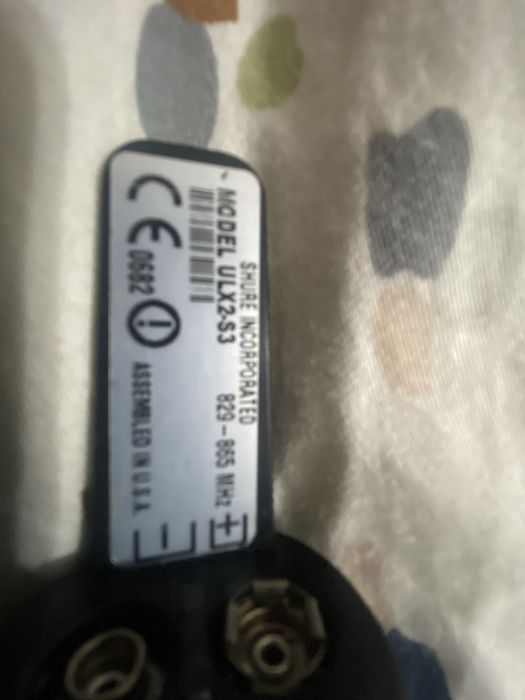 SHURE INCORPORATED
MODEL ULX2-S3 829 – 865 MHz
CE 0682 ! ASSEMBLED IN U.S.A.
+
−